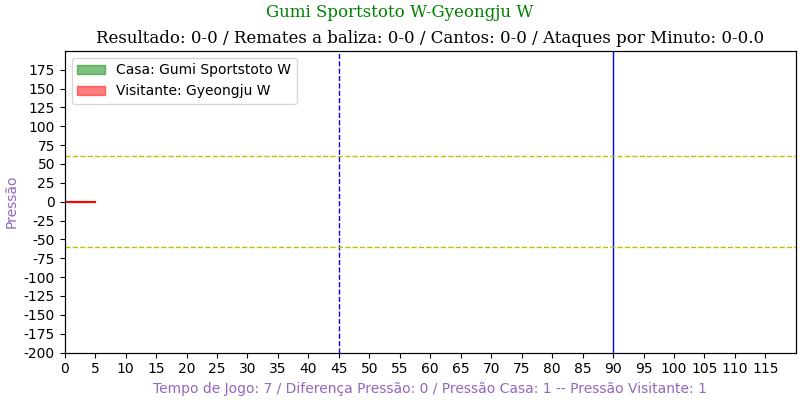 Gumi Sportstoto W-Gyeongju W
Resultado: 0-0 / Remates a baliza: 0-0 / Cantos: 0-0 / Ataques por Minuto: 0-0.0
Casa: Gumi Sportstoto W
Visitante: Gyeongju W
Pressão
175
150
125
100
75
50
25
0
-25
-50
-75
-100
-125
-150
-175
-200
0 5 10 15 20 25 30 35 40 45 50 55 60 65 70 75 80 85 90 95 100 105 110 115
Tempo de Jogo: 7 / Diferença Pressão: 0 / Pressão Casa: 1 -- Pressão Visitante: 1